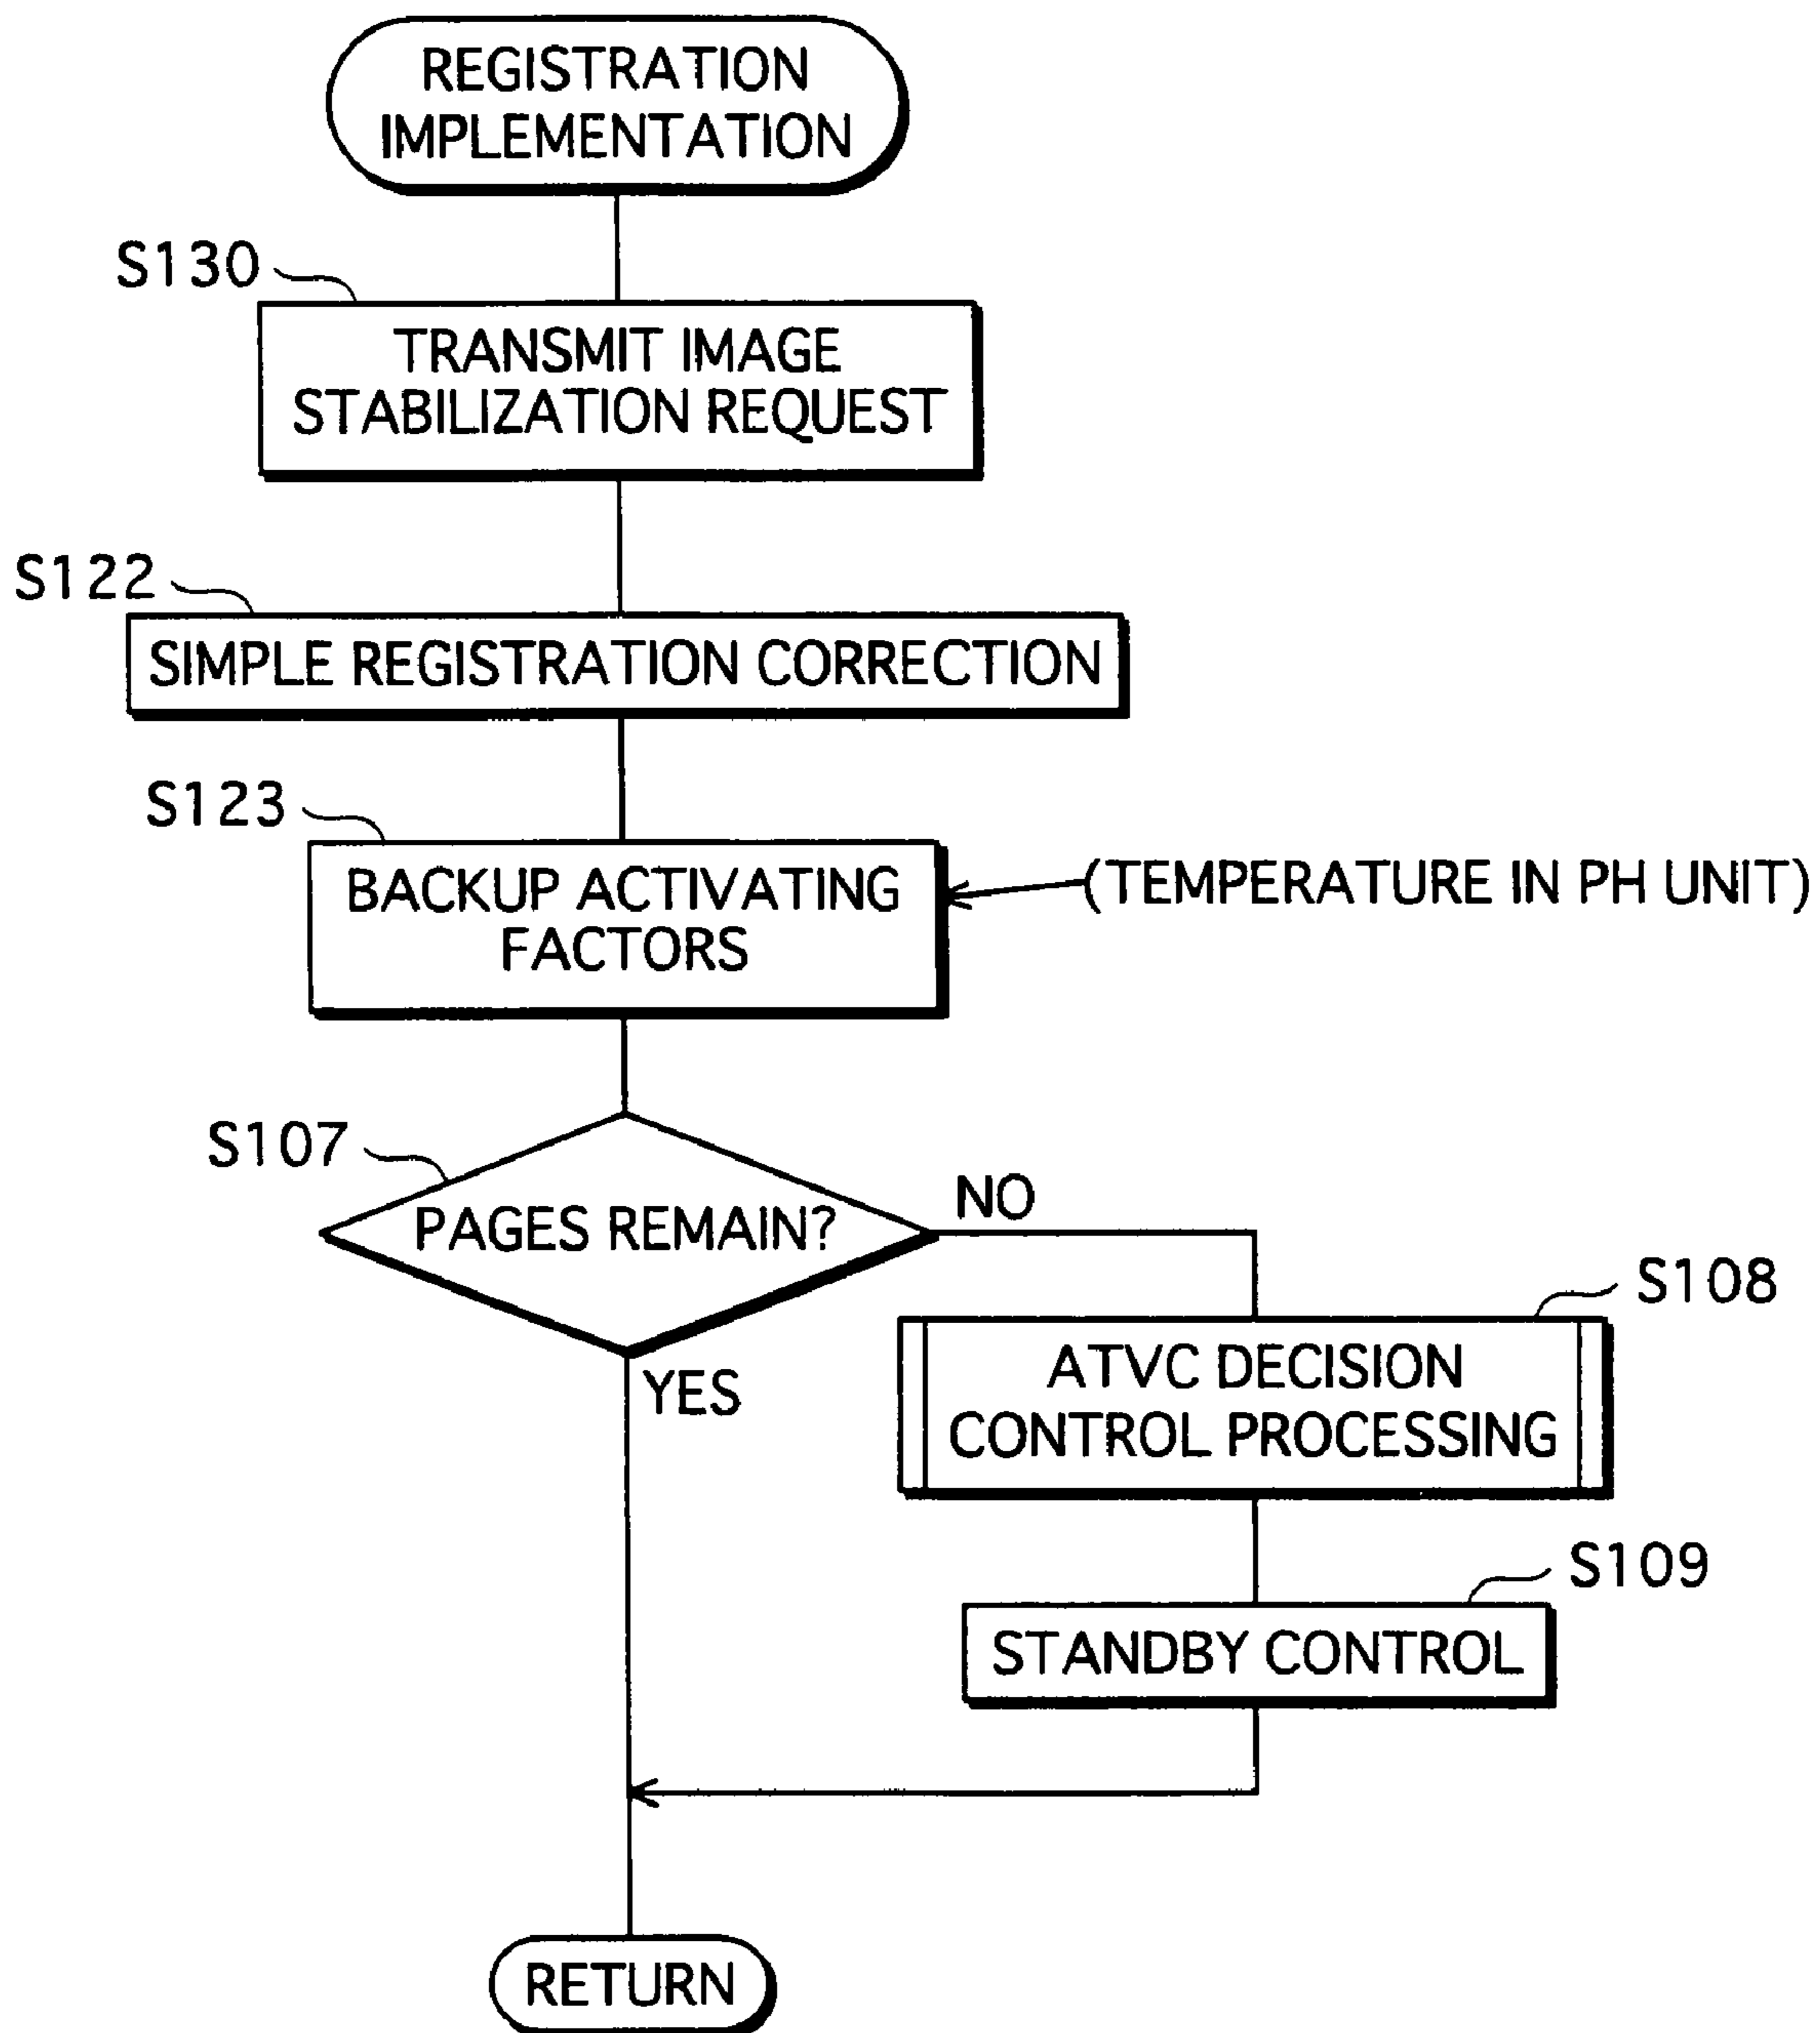 REGISTRATION
IMPLEMENTATION
S130
TRANSMIT IMAGE
STABILIZATION REQUEST
S122
SIMPLE REGISTRATION CORRECTION
S123
BACKUP ACTIVATING
FACTORS
(TEMPERATURE IN PH UNIT)
S107
PAGES REMAIN?
NO
YES
S108
ATVC DECISION
CONTROL PROCESSING
S109
STANDBY CONTROL
RETURN